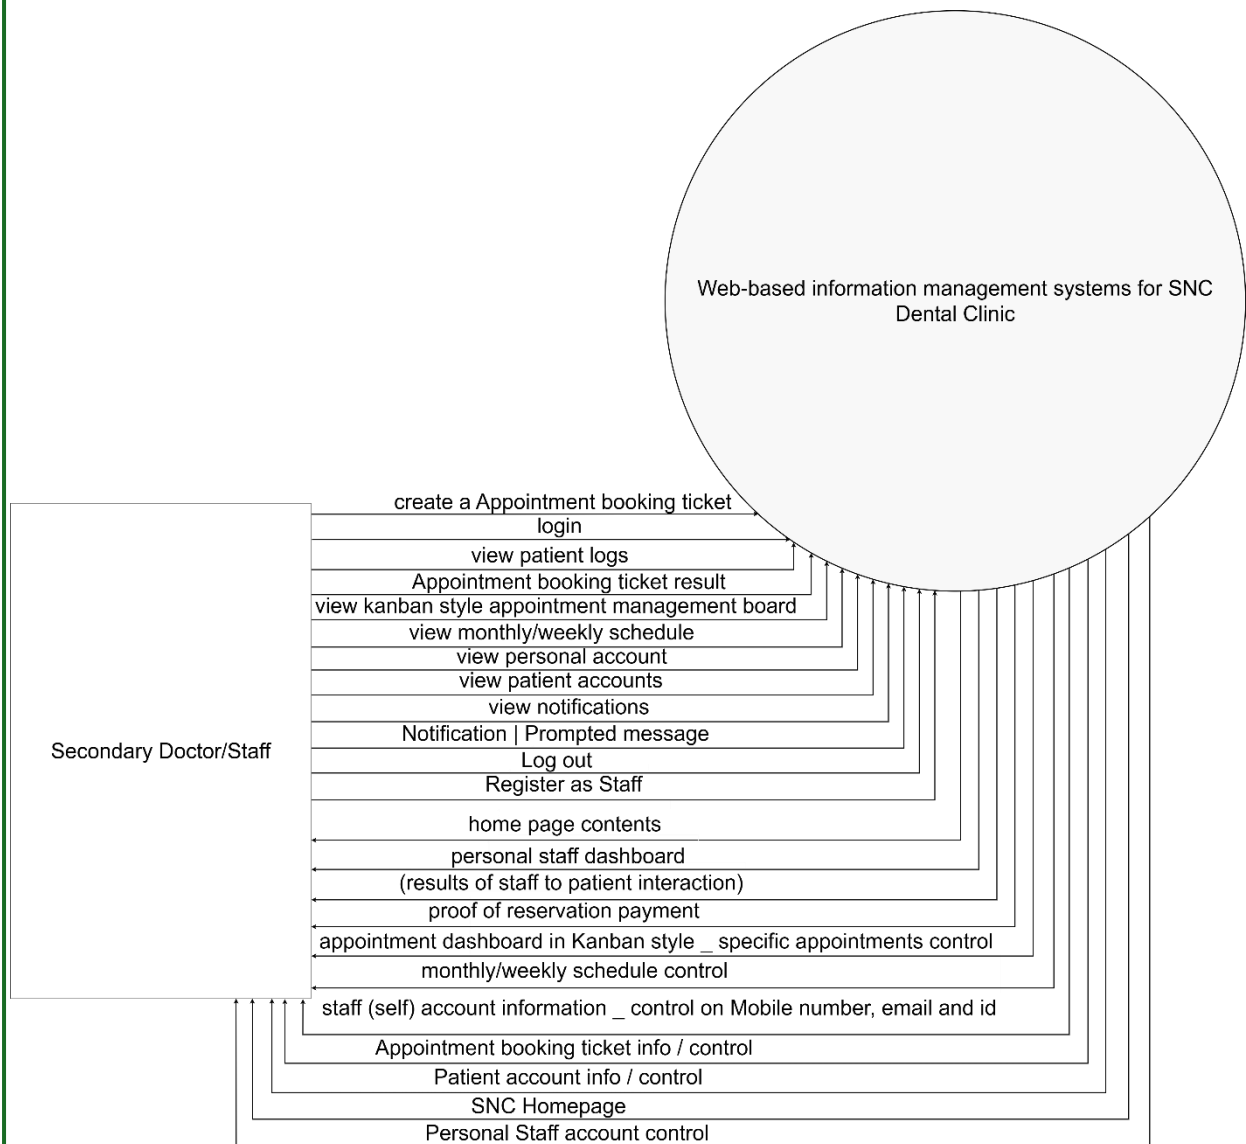 Web-based information management systems for SNC
Dental Clinic
create a Appointment booking ticket
login
view patient logs
Appointment booking ticket result
view kanban style appointment management board
view monthly/weekly schedule
view personal account
view patient accounts
view notifications
Notification | Prompted message
Log out
Register as Staff
Secondary Doctor/Staff
home page contents
personal staff dashboard
(results of staff to patient interaction)
proof of reservation payment
appointment dashboard in Kanban style _ specific appointments control
monthly/weekly schedule control
staff (self) account information _ control on Mobile number, email and id
Appointment booking ticket info / control
Patient account info / control
SNC Homepage
Personal Staff account control